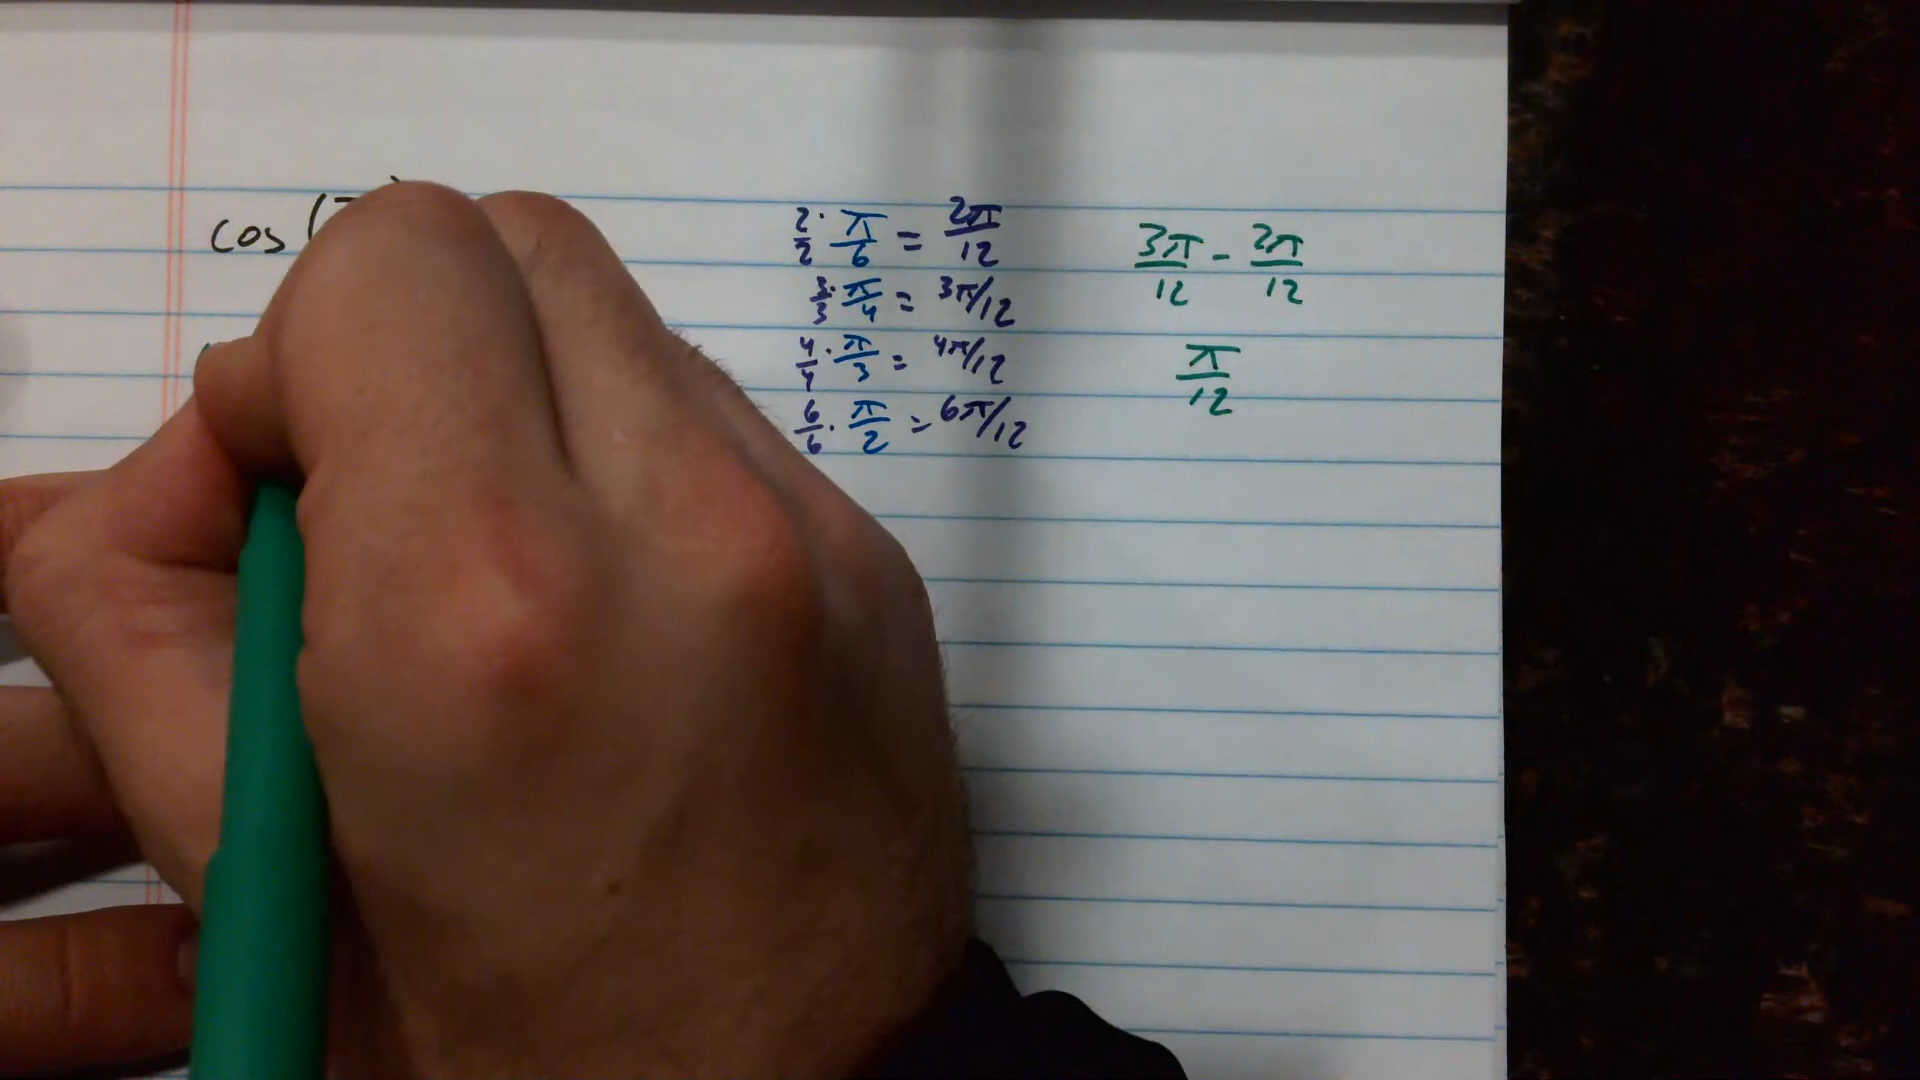 cos (
2/2 · π/6 = 2π/12
3/3 · π/4 = 3π/12
4/4 · π/3 = 4π/12
6/6 · π/2 = 6π/12
3π/12 - 2π/12
π/12